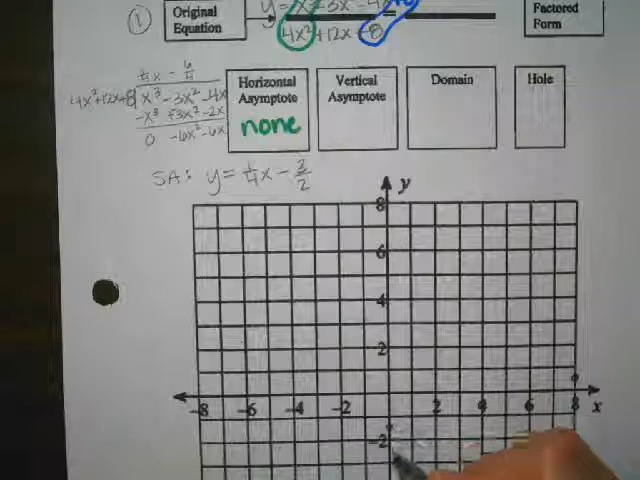 ①
Original
Equation
4x²+12x+8
Factored
Form
¼x - 6/4
4x²+12x+8 x³ - 3x² - 4x
-x³ +3x² -2x
0 -6x² - 6x
Horizontal
Asymptote
none
Vertical
Asymptote
Domain
Hole
SA: y = ¼x - 3/2
y
8
6
4
2
-8 -6 -4 -2 2 4 6 8 x
-2